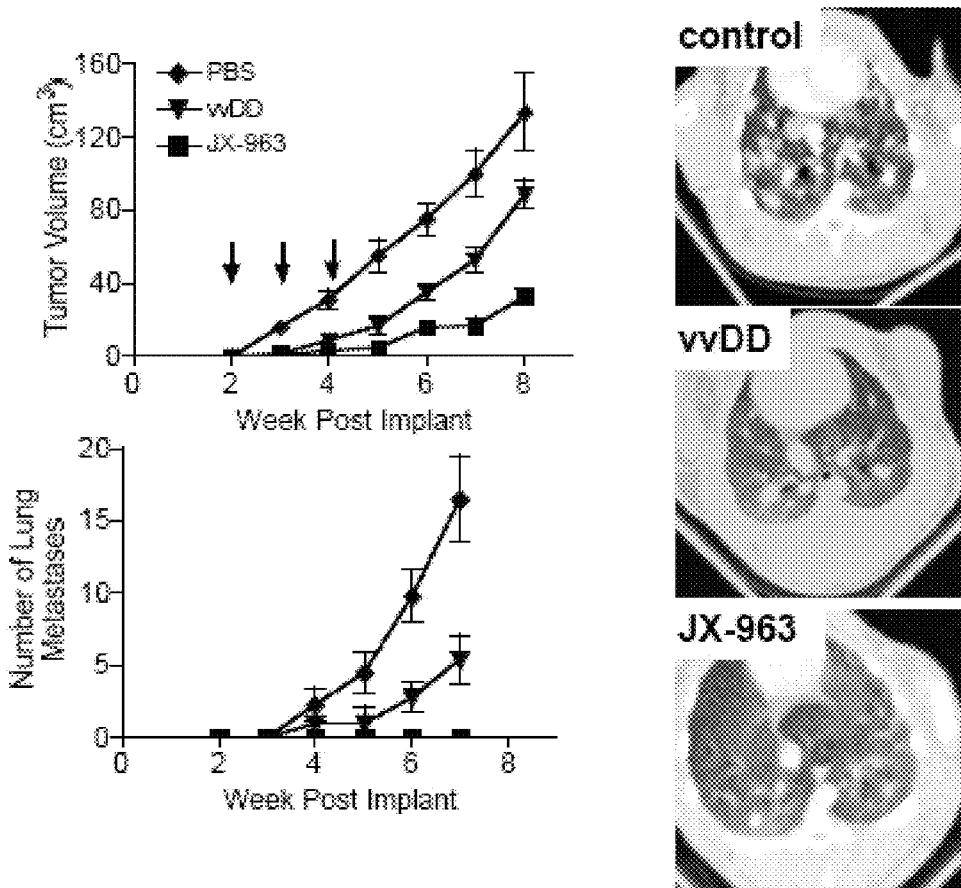 160
120
80
40
0
Tumor Volume (cm³)
PBS
vvDD
JX-963
0 2 4 6 8
Week Post Implant
20
15
10
5
0
Number of Lung
Metastases
0 2 4 6 8
Week Post Implant
control
vvDD
JX-963